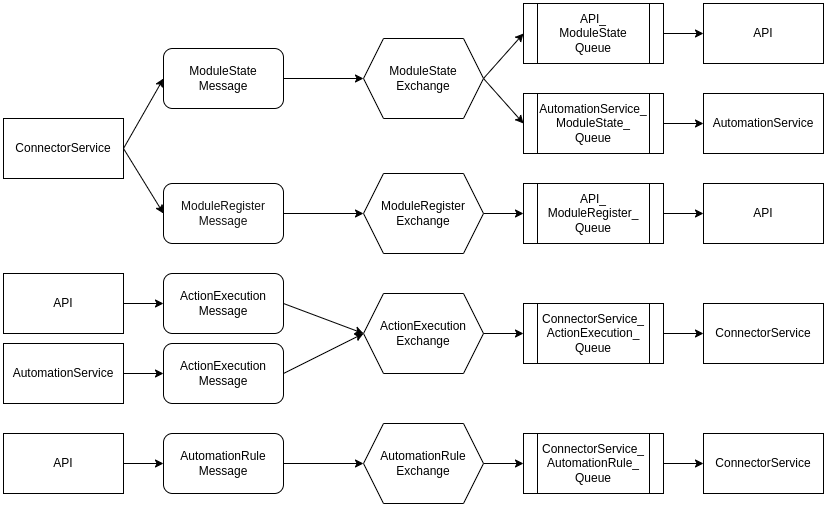 ConnectorService
ModuleState
Message
ModuleState
Exchange
API_
ModuleState
Queue
API
AutomationService_
ModuleState_
Queue
AutomationService
ModuleRegister
Message
ModuleRegister
Exchange
API_
ModuleRegister_
Queue
API
API
ActionExecution
Message
AutomationService
ActionExecution
Message
ActionExecution
Exchange
ConnectorService_
ActionExecution_
Queue
ConnectorService
API
AutomationRule
Message
AutomationRule
Exchange
ConnectorService_
AutomationRule_
Queue
ConnectorService